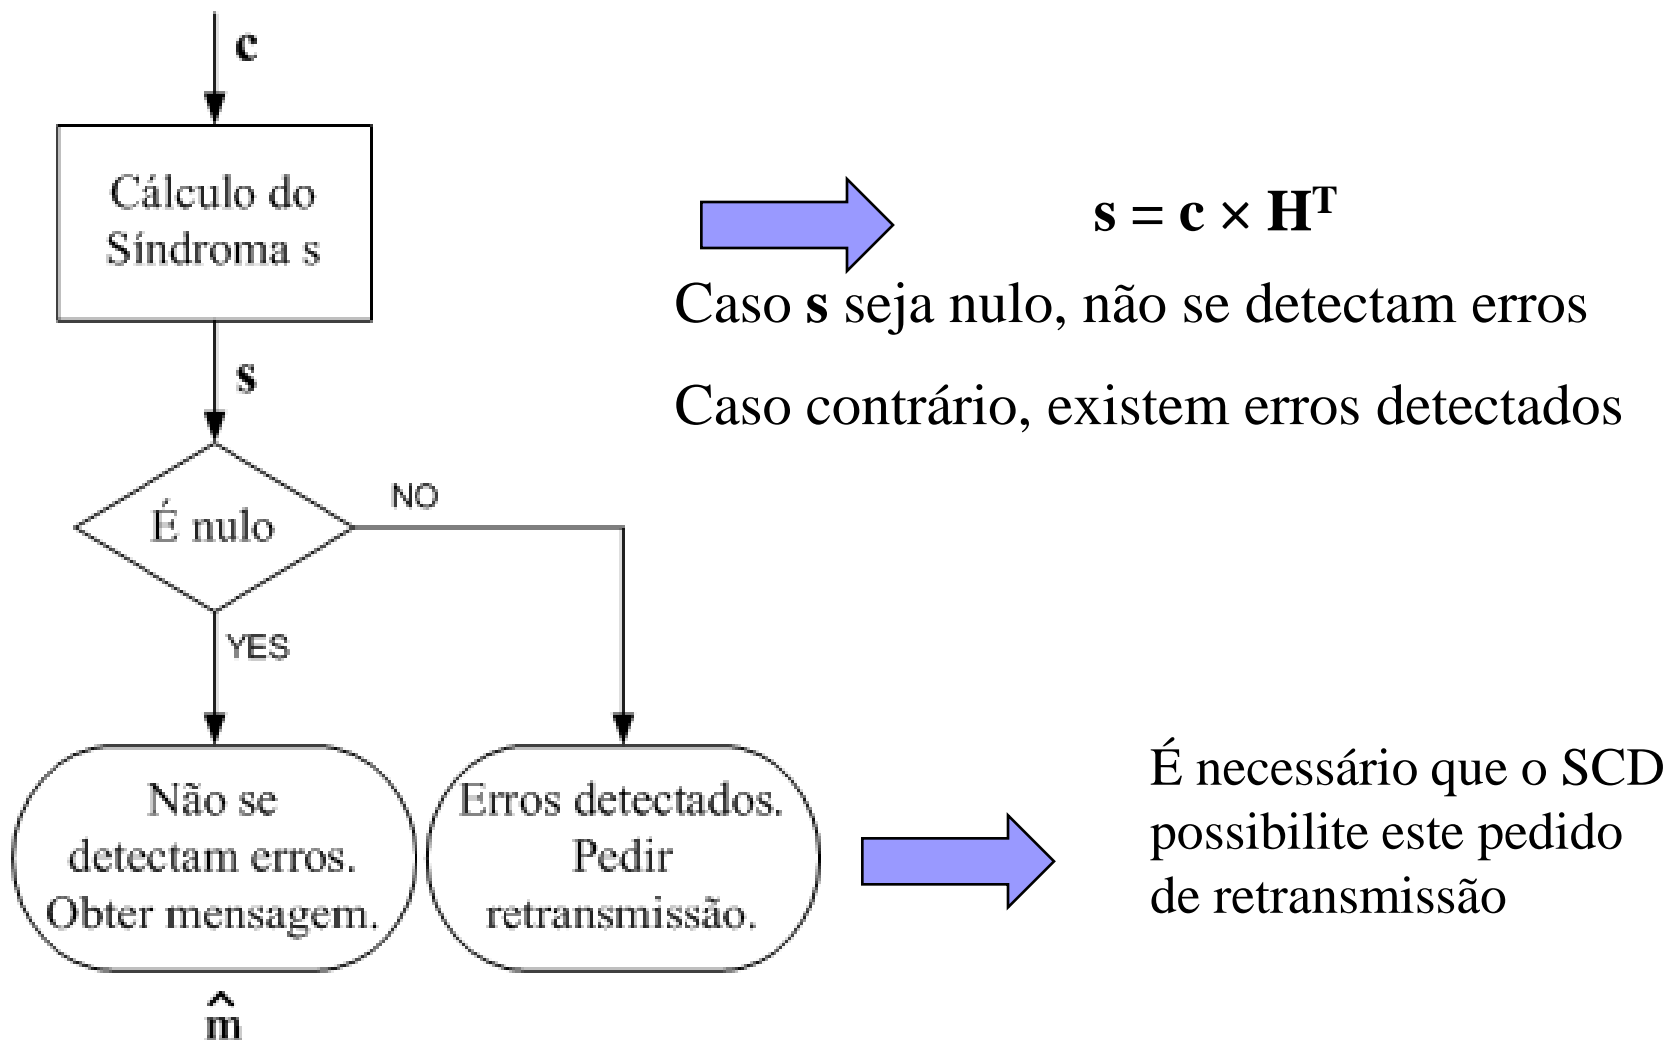 c
Cálculo do
Síndroma s
s = c × Hᵀ
Caso s seja nulo, não se detectam erros
s
Caso contrário, existem erros detectados
É nulo
NO
YES
Não se
detectam erros.
Obter mensagem.
Erros detectados.
Pedir
retransmissão.
É necessário que o SCD
possibilite este pedido
de retransmissão
m̂